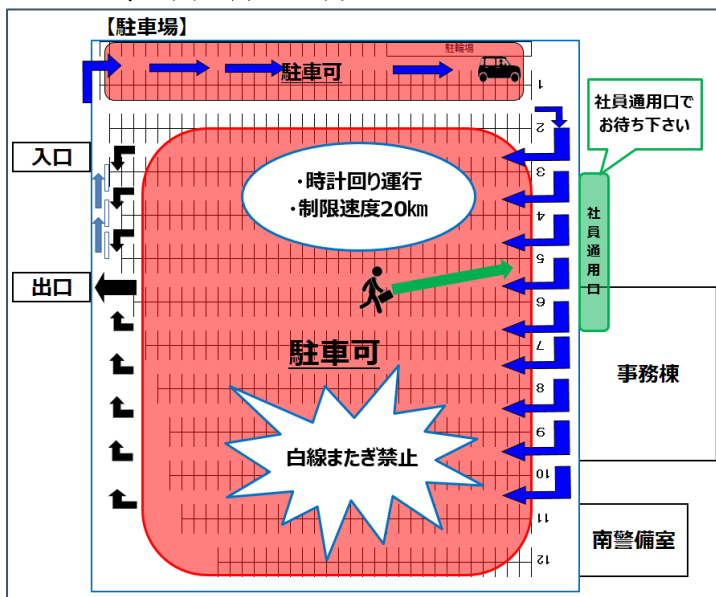 【駐車場】
駐輪場
駐車可
1
社員通用口で
お待ち下さい
2
入口
・時計回り運行
・制限速度20㎞
3
4
社員通用口
5
出口
6
駐車可
7
事務棟
8
白線またぎ禁止
9
10
11
南警備室
12